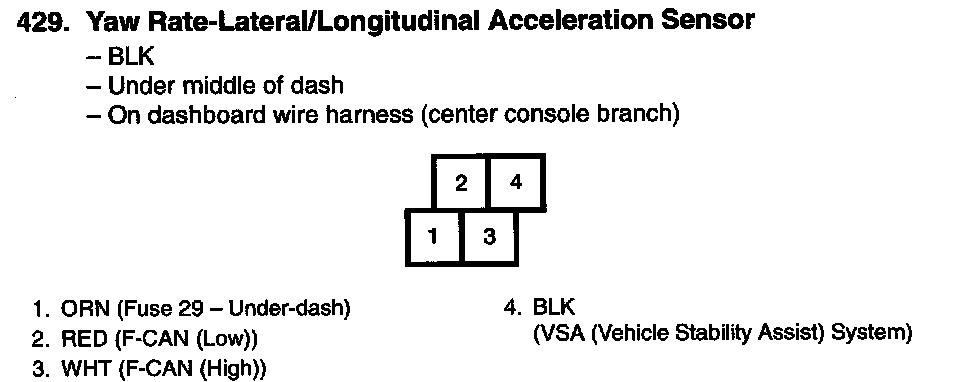 429. Yaw Rate-Lateral/Longitudinal Acceleration Sensor
– BLK
– Under middle of dash
– On dashboard wire harness (center console branch)
2 4
1 3
1. ORN (Fuse 29 – Under-dash)
2. RED (F-CAN (Low))
3. WHT (F-CAN (High))
4. BLK
(VSA (Vehicle Stability Assist) System)